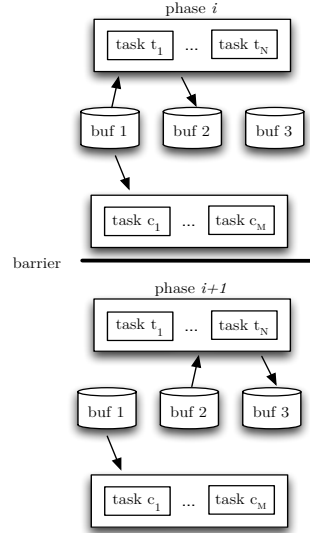 phase i
task t1 ... task tN
buf 1 buf 2 buf 3
task c1 ... task cM
barrier
phase i+1
task t1 ... task tN
buf 1 buf 2 buf 3
task c1 ... task cM